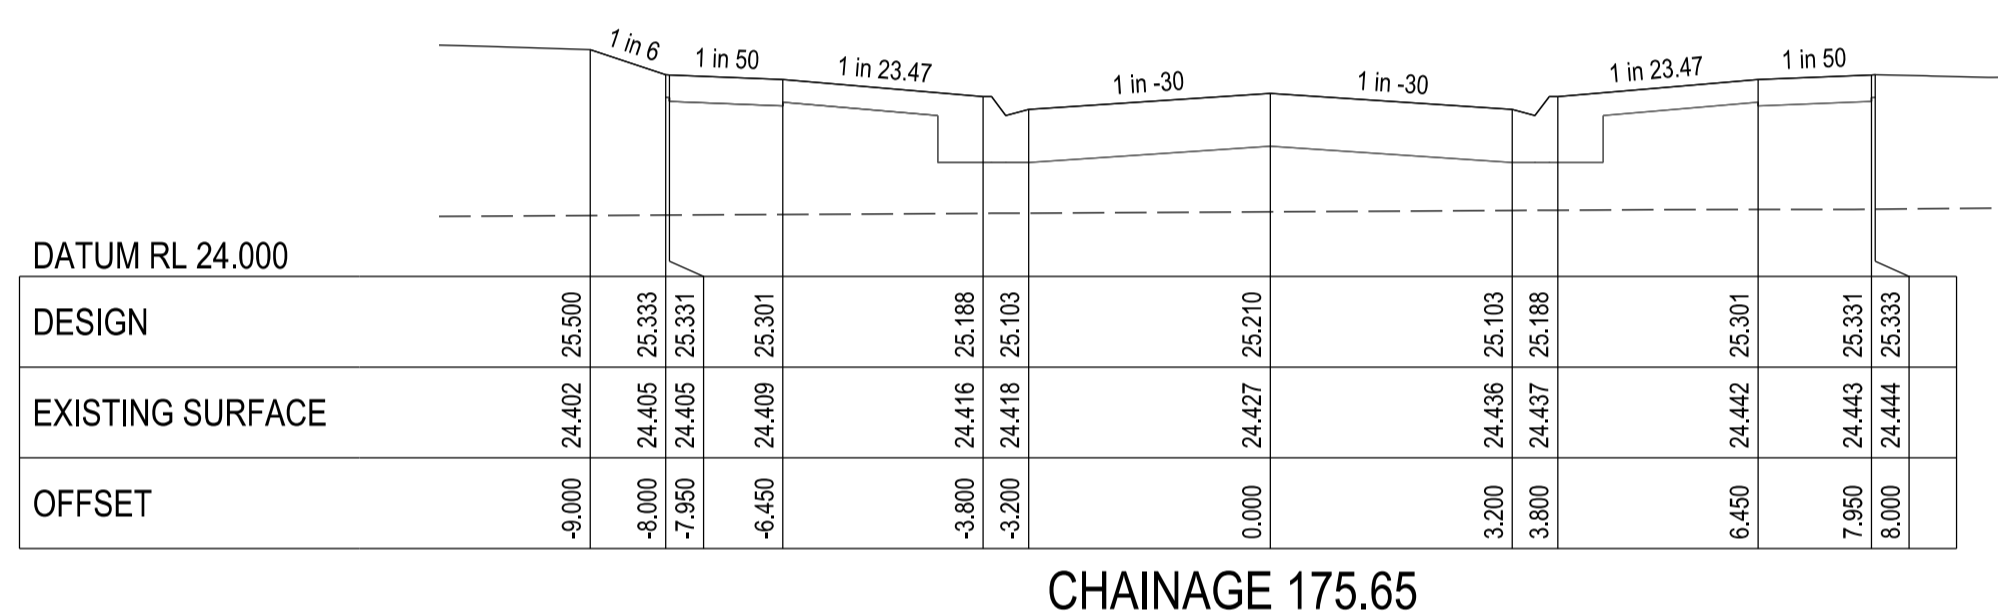 1 in 6 1 in 50 1 in 23.47 1 in -30 1 in -30 1 in 23.47 1 in 50
DATUM RL 24.000
DESIGN 25.500 25.333 25.331 25.301 25.188 25.103 25.210 25.103 25.188 25.301 25.331 25.333
EXISTING SURFACE 24.402 24.405 24.405 24.409 24.416 24.418 24.427 24.436 24.437 24.442 24.443 24.444
OFFSET -9.000 -8.000 -7.950 -6.450 -3.800 -3.200 0.000 3.200 3.800 6.450 7.950 8.000
CHAINAGE 175.65